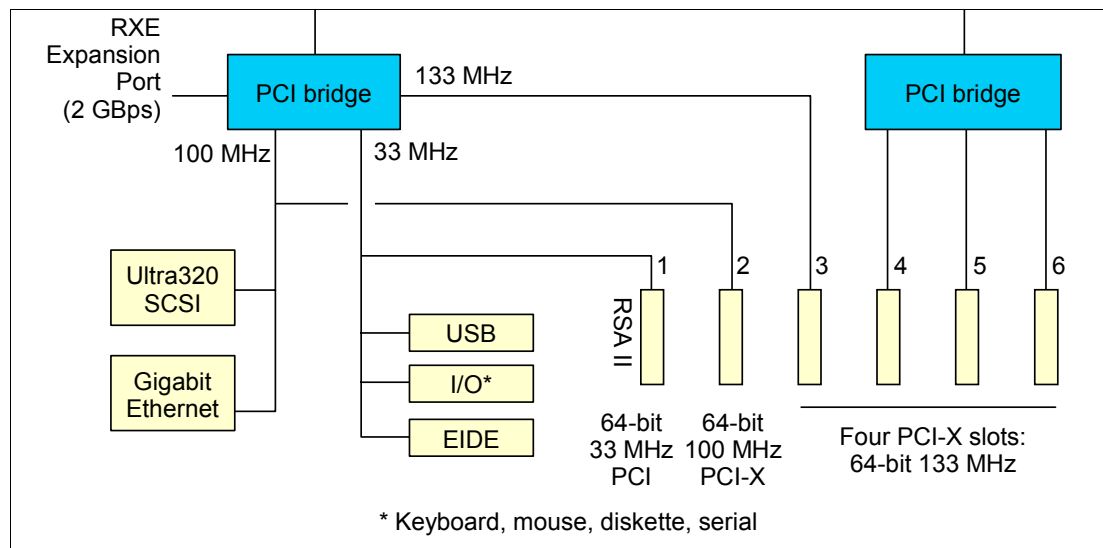 RXE
Expansion
Port
(2 GBps)
PCI bridge
133 MHz
PCI bridge
100 MHz
33 MHz
Ultra320
SCSI
Gigabit
Ethernet
USB
I/O*
EIDE
1
2
3
4
5
6
RSA II
64-bit
33 MHz
PCI
64-bit
100 MHz
PCI-X
Four PCI-X slots:
64-bit 133 MHz
* Keyboard, mouse, diskette, serial